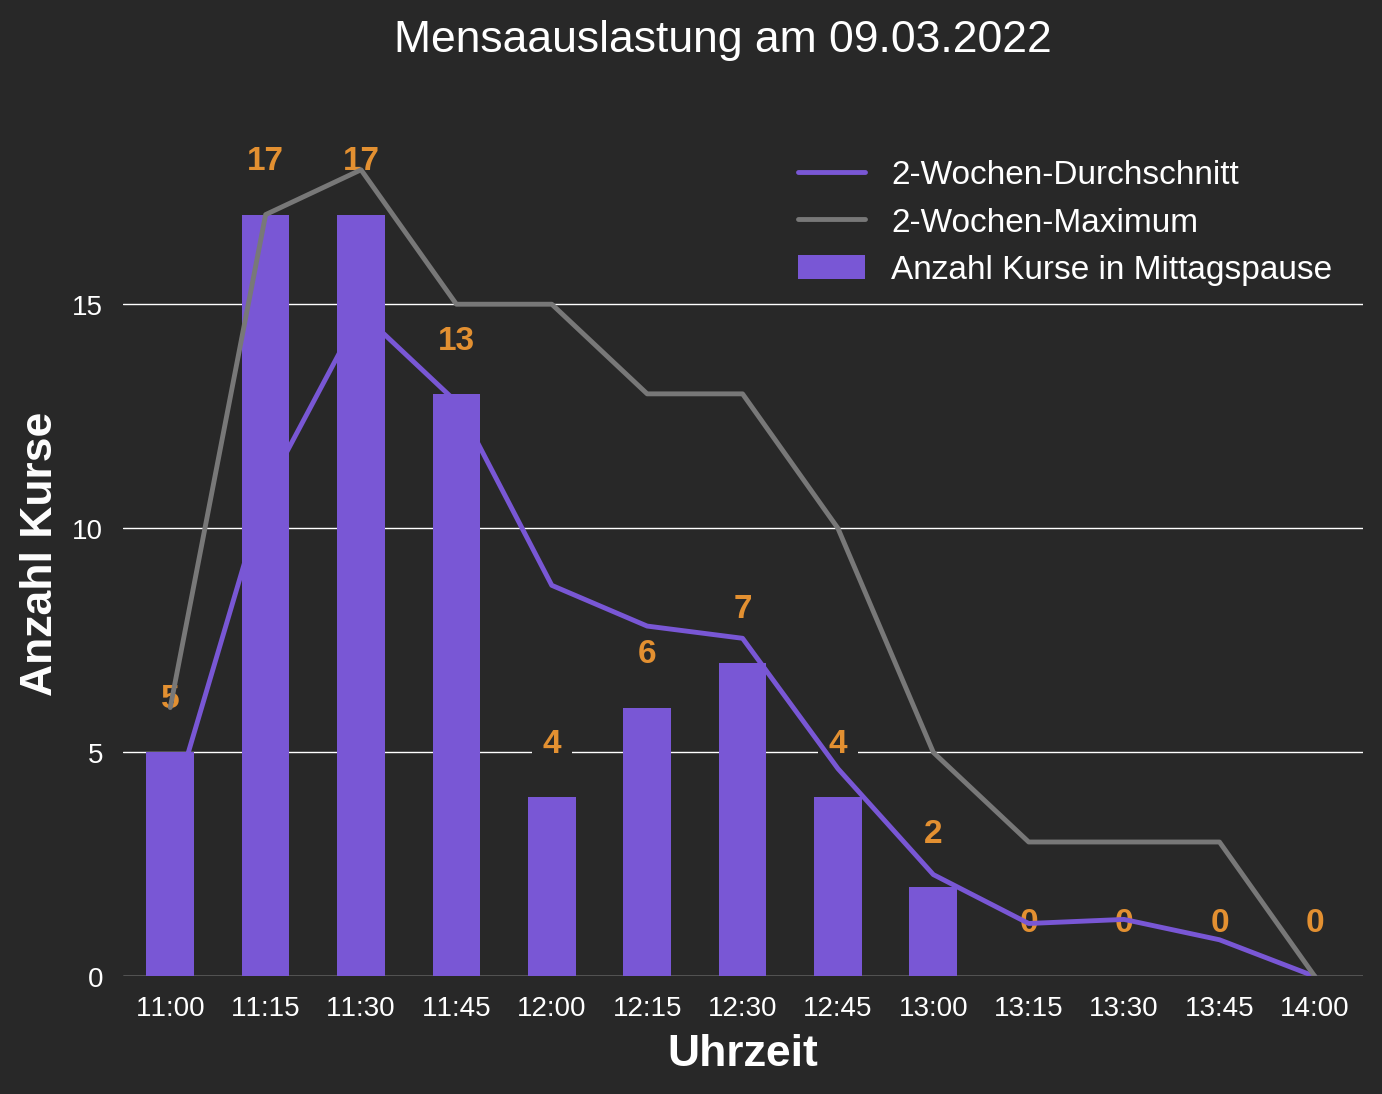 Mensaauslastung am 09.03.2022
17
17
2-Wochen-Durchschnitt
2-Wochen-Maximum
Anzahl Kurse in Mittagspause
15
13
10
7
6
5
5
4
4
2
0
0
0
0
0
Anzahl Kurse
11:00 11:15 11:30 11:45 12:00 12:15 12:30 12:45 13:00 13:15 13:30 13:45 14:00
Uhrzeit